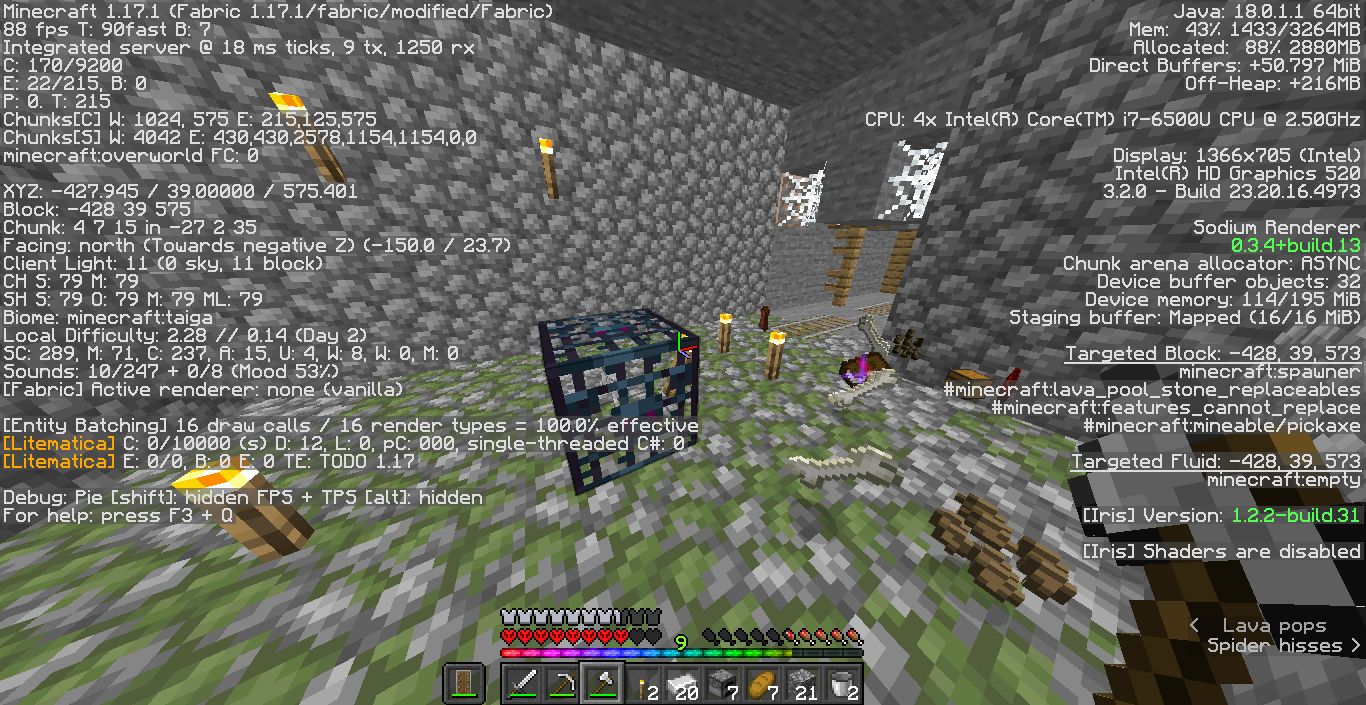 Minecraft 1.17.1 (Fabric 1.17.1/fabric/modified/Fabric)
88 fps T: 90fast B: 7
Integrated server @ 18 ms ticks, 9 tx, 1250 rx
C: 170/9200
E: 22/215, B: 0
P: 0. T: 215
Chunks[C] W: 1024, 575 E: 215,125,575
Chunks[S] W: 4042 E: 430,430,2578,1154,1154,0,0
minecraft:overworld FC: 0
XYZ: -427.945 / 39.00000 / 575.401
Block: -428 39 575
Chunk: 4 7 15 in -27 2 35
Facing: north (Towards negative Z) (-150.0 / 23.7)
Client Light: 11 (0 sky, 11 block)
CH S: 79 M: 79
SH S: 79 O: 79 M: 79 ML: 79
Biome: minecraft:taiga
Local Difficulty: 2.28 // 0.14 (Day 2)
SC: 289, M: 71, C: 237, A: 15, U: 4, W: 8, W: 0, M: 0
Sounds: 10/247 + 0/8 (Mood 53%)
[Fabric] Active renderer: none (vanilla)
[Entity Batching] 16 draw calls / 16 render types = 100.0% effective
[Litematica] C: 0/10000 (s) D: 12, L: 0, pC: 000, single-threaded C#: 0
[Litematica] E: 0/0, B: 0 E: 0 TE: TODO 1.17
Debug: Pie [shift]: hidden FPS + TPS [alt]: hidden
For help: press F3 + Q
Java: 18.0.1.1 64bit
Mem: 43% 1433/3264MB
Allocated: 88% 2880MB
Direct Buffers: +50.797 MiB
Off-Heap: +216MB
CPU: 4x Intel(R) Core(TM) i7-6500U CPU @ 2.50GHz
Display: 1366x705 (Intel)
Intel(R) HD Graphics 520
3.2.0 - Build 23.20.16.4973
Sodium Renderer
0.3.4+build.13
Chunk arena allocator: ASYNC
Device buffer objects: 32
Device memory: 114/195 MiB
Staging buffer: Mapped (16/16 MiB)
Targeted Block: -428, 39, 573
minecraft:spawner
#minecraft:lava_pool_stone_replaceables
#minecraft:features_cannot_replace
#minecraft:mineable/pickaxe
Targeted Fluid: -428, 39, 573
minecraft:empty
[Iris] Version: 1.2.2-build.31
[Iris] Shaders are disabled
< Lava pops
Spider hisses >
9
2 20 7 7 21 2